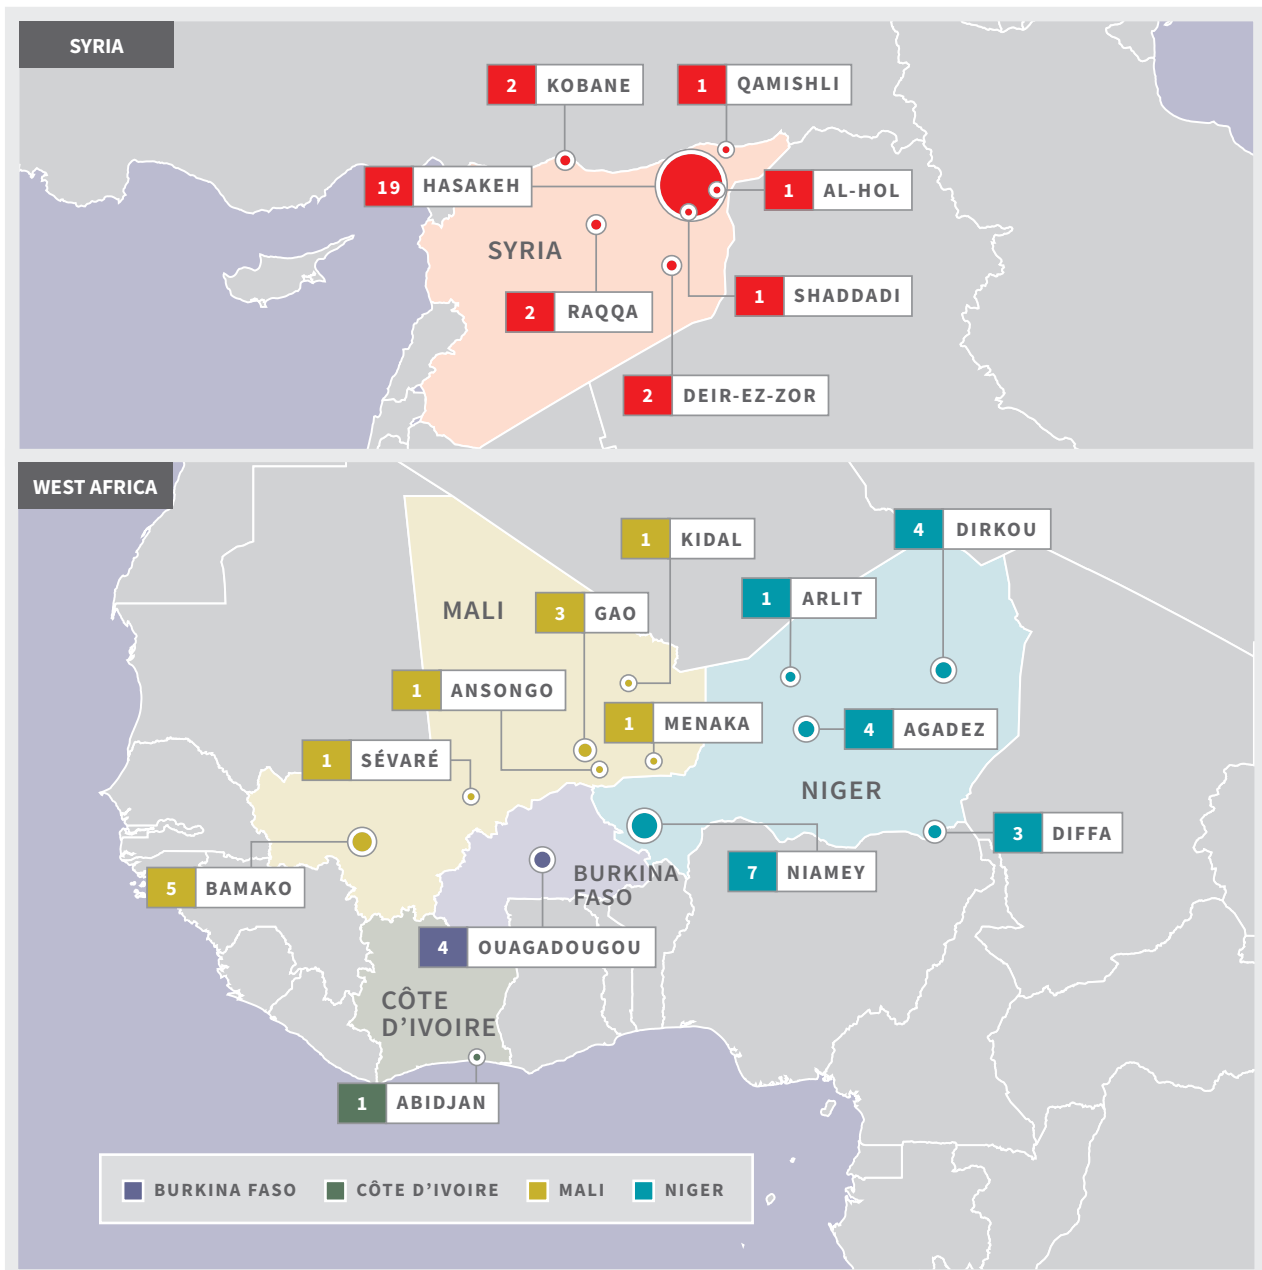 SYRIA
2 KOBANE
1 QAMISHLI
19 HASAKEH
1 AL-HOL
SYRIA
1 SHADDADI
2 RAQQA
2 DEIR-EZ-ZOR
WEST AFRICA
4 DIRKOU
1 KIDAL
1 ARLIT
MALI
3 GAO
1 ANSONGO
1 MENAKA
4 AGADEZ
1 SÉVARÉ
NIGER
3 DIFFA
7 NIAMEY
BURKINA
FASO
5 BAMAKO
4 OUAGADOUGOU
CÔTE
D’IVOIRE
1 ABIDJAN
BURKINA FASO CÔTE D’IVOIRE MALI NIGER